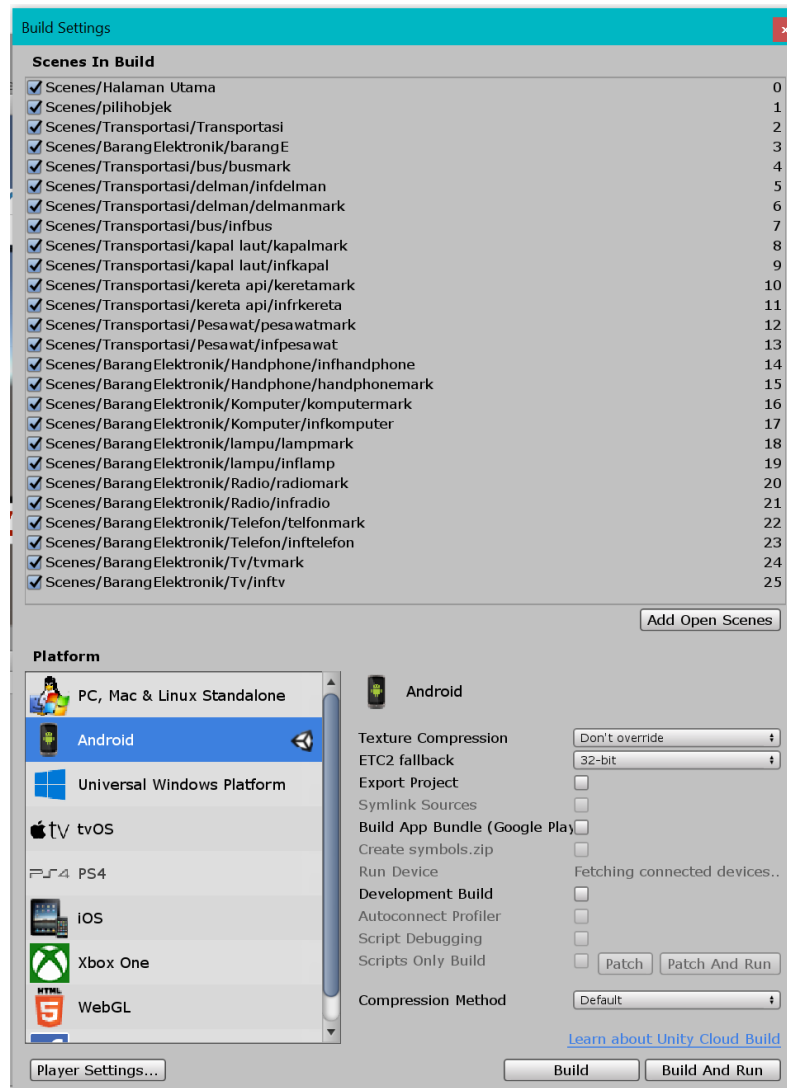 Build Settings
Scenes In Build
Scenes/Halaman Utama 0
Scenes/pilihobjek 1
Scenes/Transportasi/Transportasi 2
Scenes/BarangElektronik/barangE 3
Scenes/Transportasi/bus/busmark 4
Scenes/Transportasi/delman/infdelman 5
Scenes/Transportasi/delman/delmanmark 6
Scenes/Transportasi/bus/infbus 7
Scenes/Transportasi/kapal laut/kapalmark 8
Scenes/Transportasi/kapal laut/infkapal 9
Scenes/Transportasi/kereta api/keretamark 10
Scenes/Transportasi/kereta api/infrkereta 11
Scenes/Transportasi/Pesawat/pesawatmark 12
Scenes/Transportasi/Pesawat/infpesawat 13
Scenes/BarangElektronik/Handphone/infhandphone 14
Scenes/BarangElektronik/Handphone/handphonemark 15
Scenes/BarangElektronik/Komputer/komputermark 16
Scenes/BarangElektronik/Komputer/infkomputer 17
Scenes/BarangElektronik/lampu/lampmark 18
Scenes/BarangElektronik/lampu/inflamp 19
Scenes/BarangElektronik/Radio/radiomark 20
Scenes/BarangElektronik/Radio/infradio 21
Scenes/BarangElektronik/Telefon/telfonmark 22
Scenes/BarangElektronik/Telefon/inftelefon 23
Scenes/BarangElektronik/Tv/tvmark 24
Scenes/BarangElektronik/Tv/inftv 25
Add Open Scenes
Platform
PC, Mac & Linux Standalone
Android
Universal Windows Platform
tv tvOS
PS4 PS4
iOS
Xbox One
HTML 5 WebGL
Android
Texture Compression Don't override
ETC2 fallback 32-bit
Export Project
Symlink Sources
Build App Bundle (Google Play
Create symbols.zip
Run Device Fetching connected devices..
Development Build
Autoconnect Profiler
Script Debugging
Scripts Only Build Patch Patch And Run
Compression Method Default
Learn about Unity Cloud Build
Player Settings... Build Build And Run